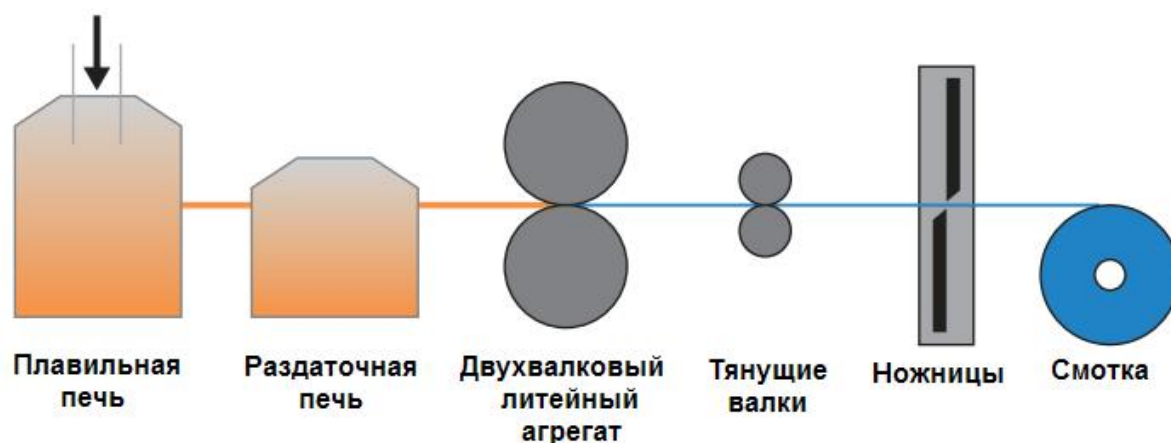 Плавильная
печь
Раздаточная
печь
Двухвалковый
литейный
агрегат
Тянущие
валки
Ножницы
Смотка